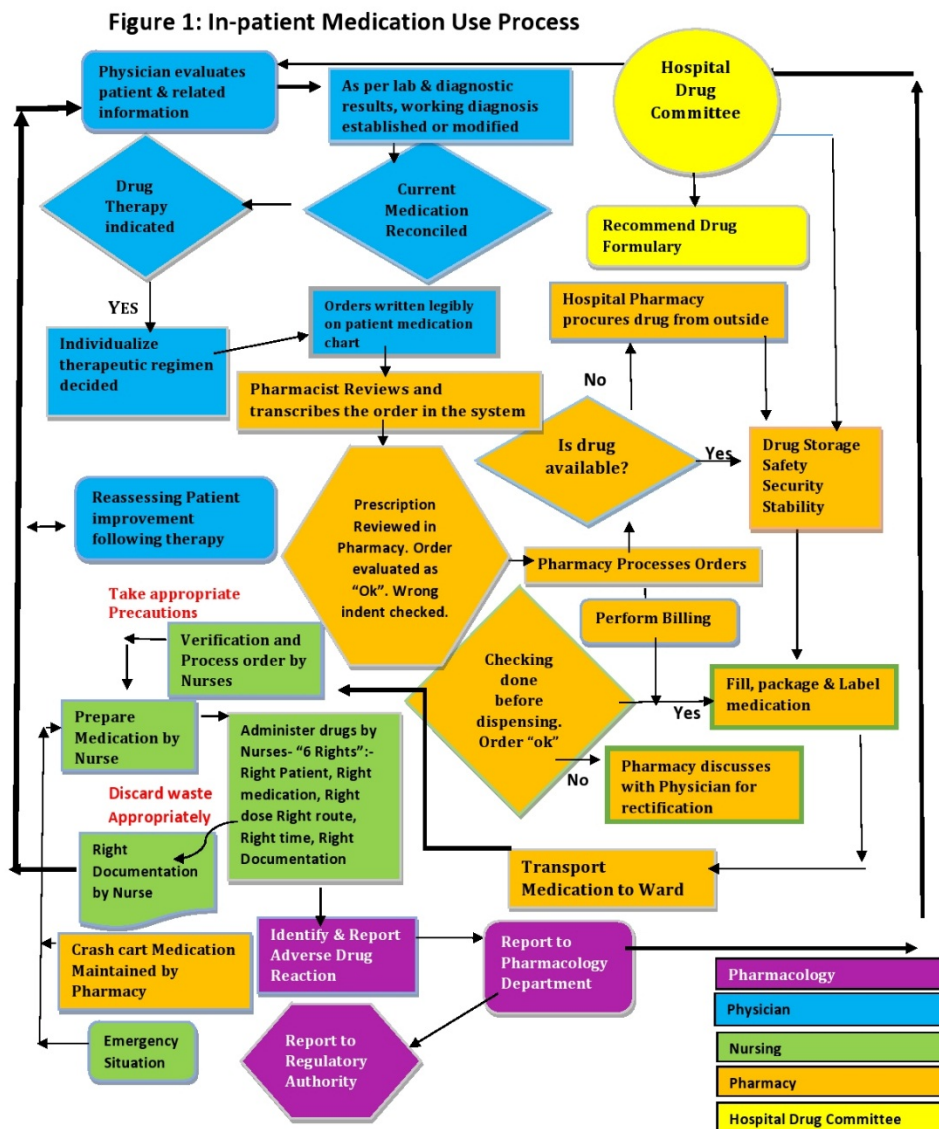 Figure 1: In-patient Medication Use Process
Physician evaluates
patient & related
information
As per lab & diagnostic
results, working diagnosis
established or modified
Hospital
Drug
Committee
Drug
Therapy
indicated
Current
Medication
Reconciled
Recommend Drug
Formulary
YES
Orders written legibly
on patient medication
chart
Hospital Pharmacy
procures drug from outside
Individualize
therapeutic regimen
decided
Pharmacist Reviews and
transcribes the order in the system
No
Is drug
available?
Yes
Drug Storage
Safety
Security
Stability
Reassessing Patient
improvement
following therapy
Prescription
Reviewed in
Pharmacy. Order
evaluated as
“Ok”. Wrong
indent checked.
Pharmacy Processes Orders
Perform Billing
Take appropriate
Precautions
Verification and
Process order by
Nurses
Checking
done
before
dispensing.
Order “ok”
Yes
Fill, package & Label
medication
Prepare
Medication by
Nurse
Administer drugs by
Nurses- “6 Rights”:-
Right Patient, Right
medication, Right
dose Right route,
Right time, Right
Documentation
No
Pharmacy discusses
with Physician for
rectification
Discard waste
Appropriately
Right
Documentation
by Nurse
Transport
Medication to Ward
Crash cart Medication
Maintained by
Pharmacy
Identify & Report
Adverse Drug
Reaction
Report to
Pharmacology
Department
Emergency
Situation
Report to
Regulatory
Authority
Pharmacology
Physician
Nursing
Pharmacy
Hospital Drug Committee